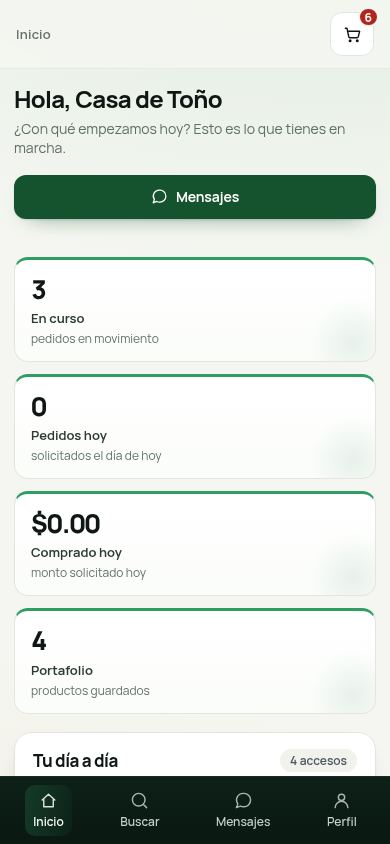 Inicio
6
Hola, Casa de Toño
¿Con qué empezamos hoy? Esto es lo que tienes en
marcha.
Mensajes
3
En curso
pedidos en movimiento
0
Pedidos hoy
solicitados el día de hoy
$0.00
Comprado hoy
monto solicitado hoy
4
Portafolio
productos guardados
Tu día a día
4 accesos
Inicio
Buscar
Mensajes
Perfil